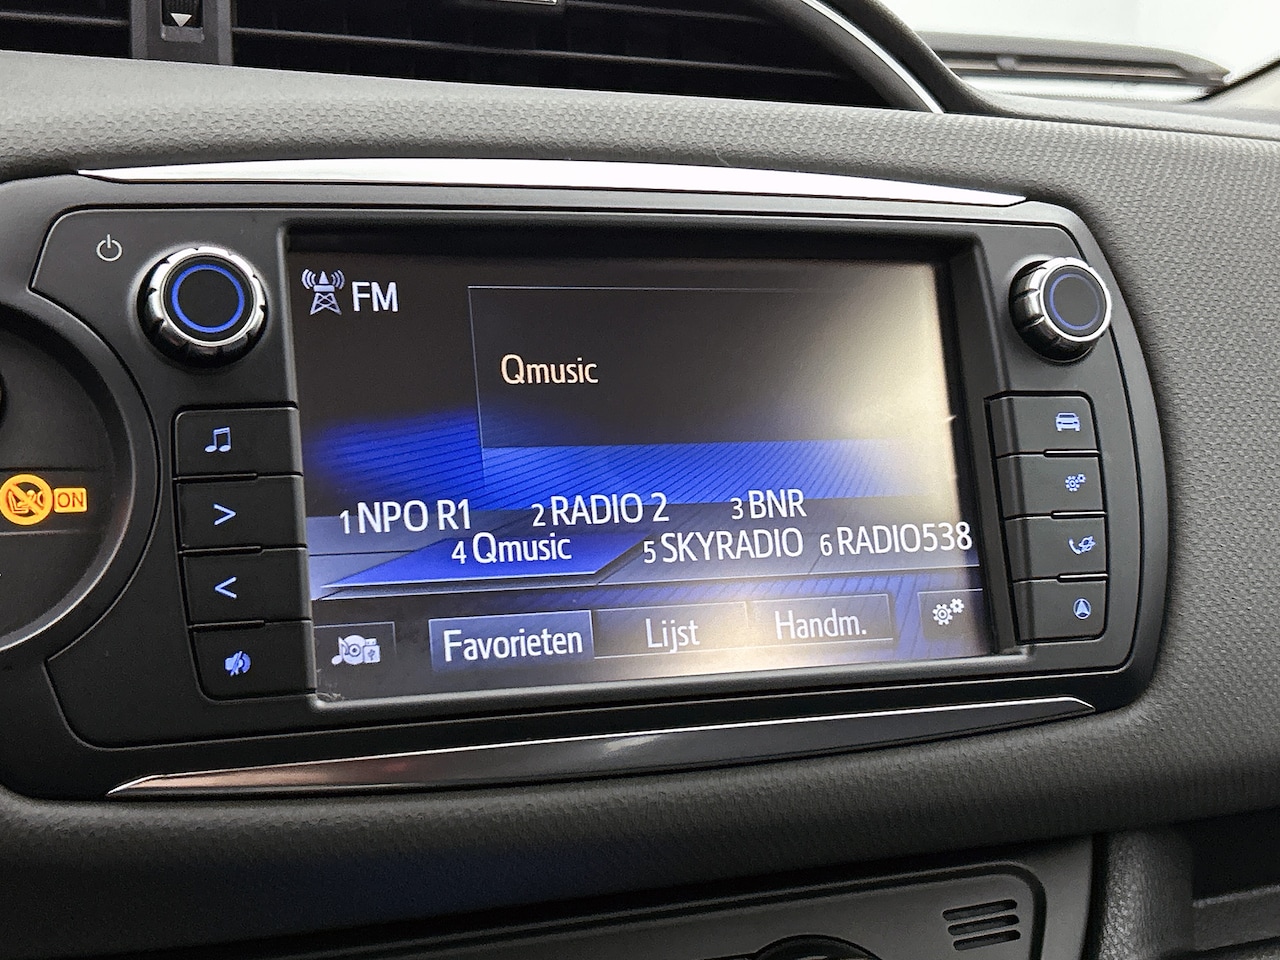 FM
Qmusic
ON
1 NPO R1 2 RADIO 2 3 BNR
4 Qmusic 5 SKYRADIO 6 RADIO538
Favorieten Lijst Handm.